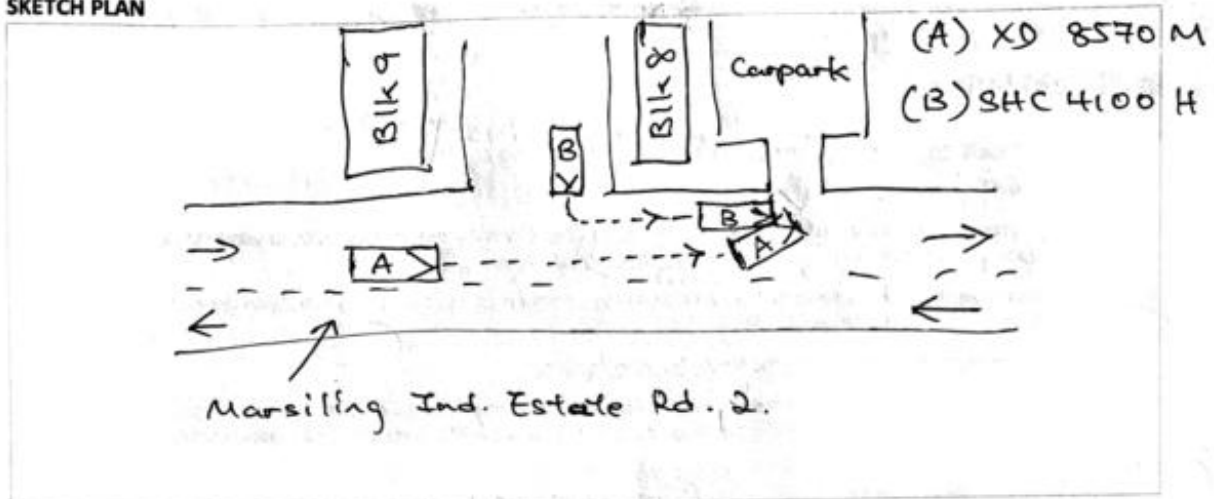 SKETCH PLAN
(A) XD 8570 M
(B) SHC 4100 H
Blk 9
Blk 8
Carpark
B
B
A
A
Marsiling Ind. Estate Rd. 2.